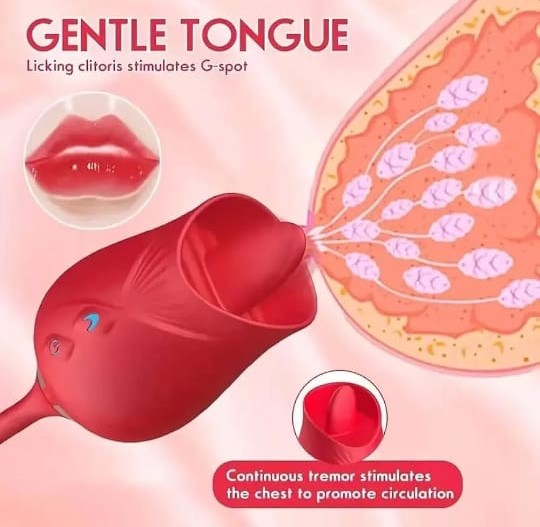 GENTLE TONGUE
Licking clitoris stimulates G-spot
Continuous tremor stimulates
the chest to promote circulation